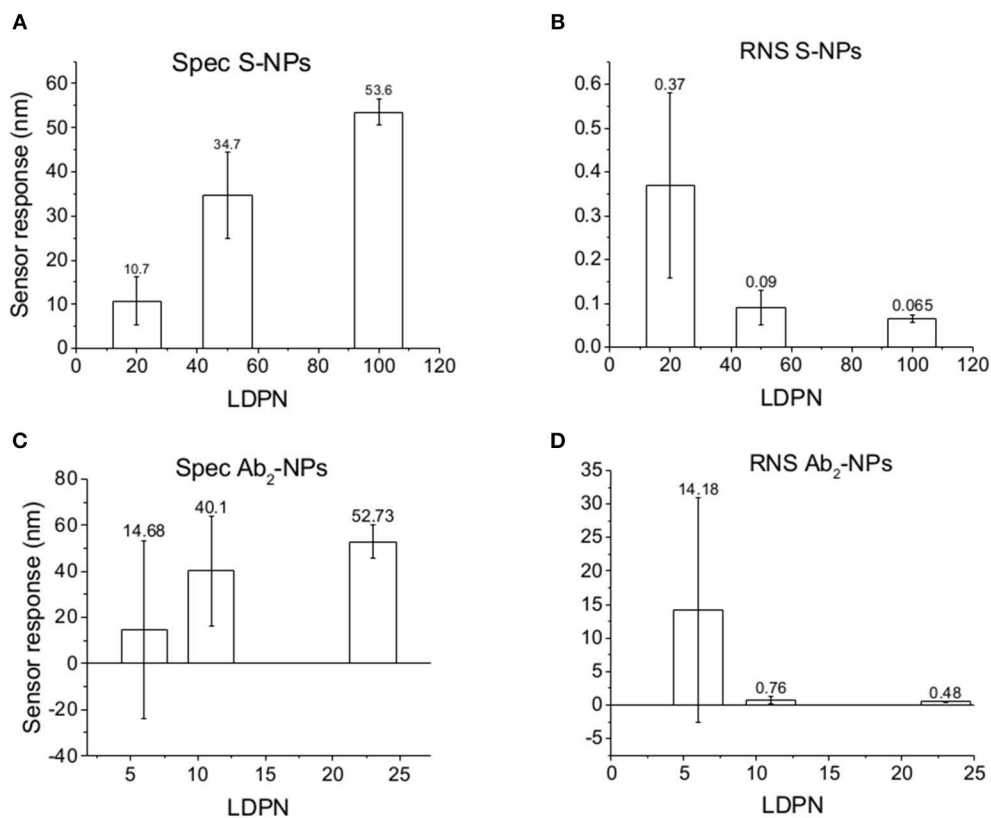 A
Spec S-NPs
Sensor response (nm)
60
50
40
30
20
10
0
10.7
34.7
53.6
0 20 40 60 80 100 120
LDPN
B
RNS S-NPs
0.6
0.5
0.4
0.3
0.2
0.1
0.0
0.37
0.09
0.065
0 20 40 60 80 100 120
LDPN
C
Spec Ab₂-NPs
Sensor response (nm)
80
60
40
20
0
-20
-40
14.68
40.1
52.73
5 10 15 20 25
LDPN
D
RNS Ab₂-NPs
35
30
25
20
15
10
5
0
-5
14.18
0.76
0.48
0 5 10 15 20 25
LDPN